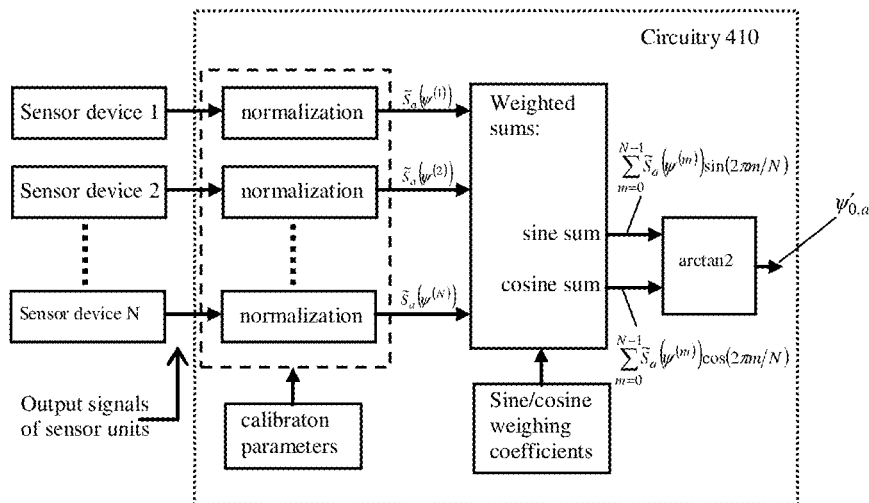 Circuitry 410
Sensor device 1
normalization
S̃ₐ(ψ⁽¹⁾)
Weighted
sums:
Sensor device 2
normalization
S̃ₐ(ψ⁽²⁾)
∑_{m=0}^{N-1} S̃ₐ(ψ⁽ᵐ⁾)sin(2πm/N)
ψ′₀,ₐ
sine sum
arctan2
cosine sum
Sensor device N
normalization
S̃ₐ(ψ⁽ᴺ⁾)
∑_{m=0}^{N-1} S̃ₐ(ψ⁽ᵐ⁾)cos(2πm/N)
Output signals
of sensor units
calibraton
parameters
Sine/cosine
weighing
coefficients